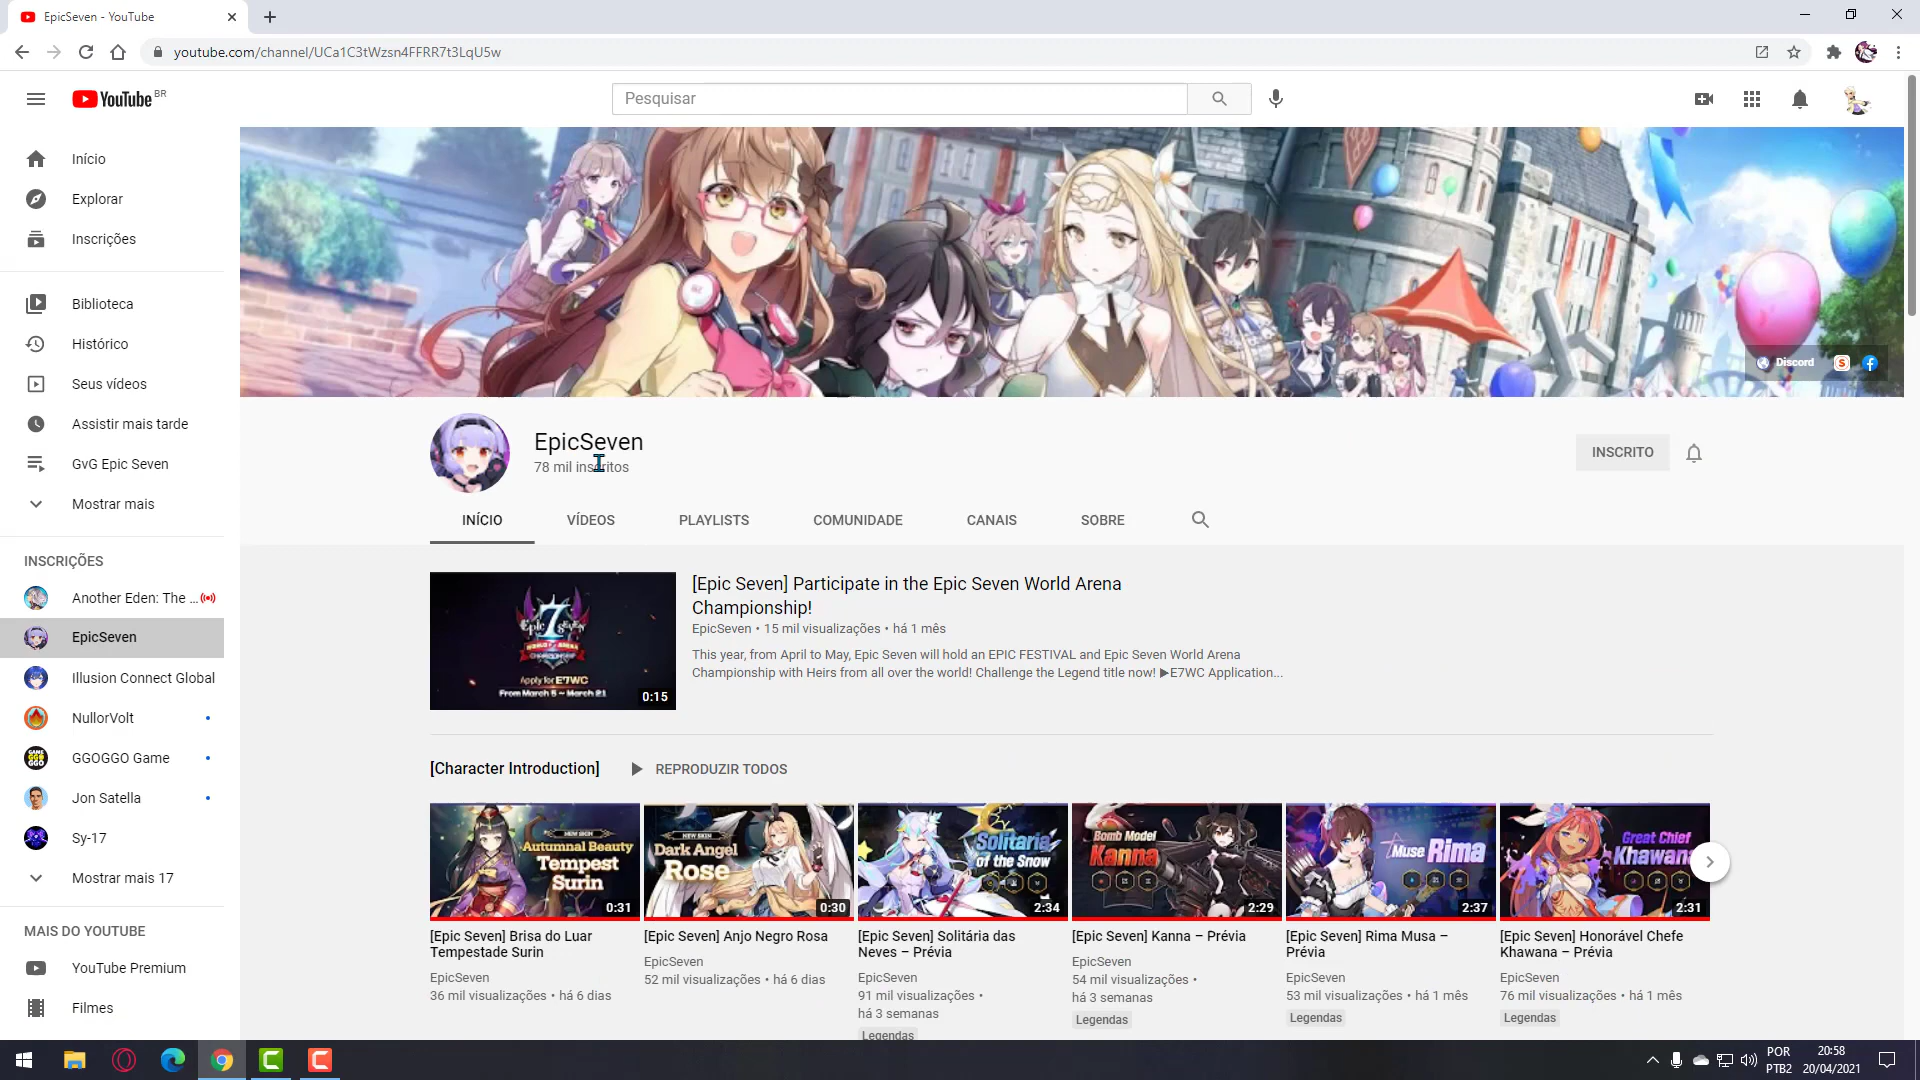 EpicSeven - YouTube
youtube.com/channel/UCa1C3tWzsn4FFRR7t3LqU5w
YouTube BR
Pesquisar
Início
Explorar
Inscrições
Biblioteca
Histórico
Seus vídeos
Assistir mais tarde
GvG Epic Seven
Mostrar mais
INSCRIÇÕES
Another Eden: The ...
EpicSeven
Illusion Connect Global
NullorVolt
GGOGGO Game
Jon Satella
Sy-17
Mostrar mais 17
MAIS DO YOUTUBE
YouTube Premium
Filmes
Discord
EpicSeven
78 mil inscritos
INSCRITO
INÍCIO
VÍDEOS
PLAYLISTS
COMUNIDADE
CANAIS
SOBRE
Epic 7 Seven
WORLD ARENA
CHAMPIONSHIP
Apply for E7WC
From March 5 ~ March 21
0:15
[Epic Seven] Participate in the Epic Seven World Arena
Championship!
EpicSeven • 15 mil visualizações • há 1 mês
This year, from April to May, Epic Seven will hold an EPIC FESTIVAL and Epic Seven World Arena
Championship with Heirs from all over the world! Challenge the Legend title now! ▶E7WC Application...
[Character Introduction]
REPRODUZIR TODOS
NEW SKIN
Autumnal Beauty
Tempest
Surin
0:31
[Epic Seven] Brisa do Luar
Tempestade Surin
EpicSeven
36 mil visualizações • há 6 dias
NEW SKIN
Dark Angel
Rose
0:30
[Epic Seven] Anjo Negro Rosa
EpicSeven
52 mil visualizações • há 6 dias
Solitaria
of the Snow
2:34
[Epic Seven] Solitária das
Neves – Prévia
EpicSeven
91 mil visualizações •
há 3 semanas
Legendas
Bomb Model
Kanna
2:29
[Epic Seven] Kanna – Prévia
EpicSeven
54 mil visualizações •
há 3 semanas
Legendas
Muse Rima
2:37
[Epic Seven] Rima Musa –
Prévia
EpicSeven
53 mil visualizações • há 1 mês
Legendas
Great Chief
Khawana
2:31
[Epic Seven] Honorável Chefe
Khawana – Prévia
EpicSeven
76 mil visualizações • há 1 mês
Legendas
POR
PTB2
20:58
20/04/2021